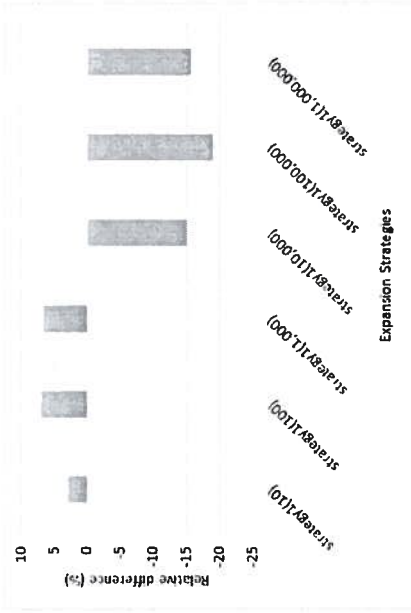 10
5
0
-5
-10
-15
-20
-25
Relative difference (%)
strategy1(10)
strategy1(100)
strategy1(1,000)
strategy1(10,000)
strategy1(100,000)
strategy1(1,000,000)
Expansion Strategies